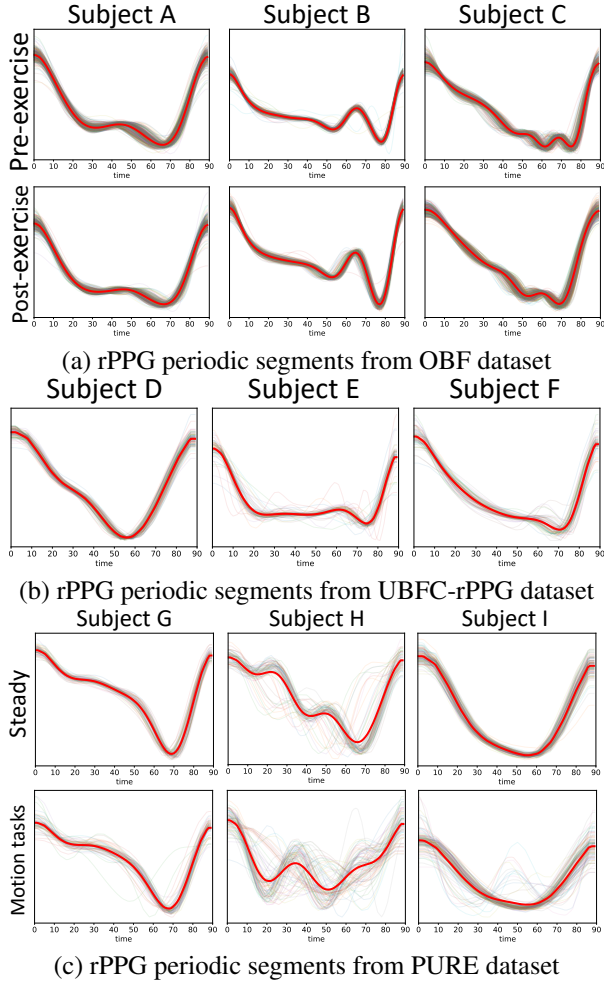 Subject A Subject B Subject C
Pre-exercise
0 10 20 30 40 50 60 70 80 90 0 10 20 30 40 50 60 70 80 90 0 10 20 30 40 50 60 70 80 90
time time time
Post-exercise
0 10 20 30 40 50 60 70 80 90 0 10 20 30 40 50 60 70 80 90 0 10 20 30 40 50 60 70 80 90
time time time
(a) rPPG periodic segments from OBF dataset
Subject D Subject E Subject F
0 10 20 30 40 50 60 70 80 90 0 10 20 30 40 50 60 70 80 90 0 10 20 30 40 50 60 70 80 90
time time time
(b) rPPG periodic segments from UBFC-rPPG dataset
Subject G Subject H Subject I
Steady
0 10 20 30 40 50 60 70 80 90 0 10 20 30 40 50 60 70 80 90 0 10 20 30 40 50 60 70 80 90
time time time
Motion tasks
0 10 20 30 40 50 60 70 80 90 0 10 20 30 40 50 60 70 80 90 0 10 20 30 40 50 60 70 80 90
time time time
(c) rPPG periodic segments from PURE dataset